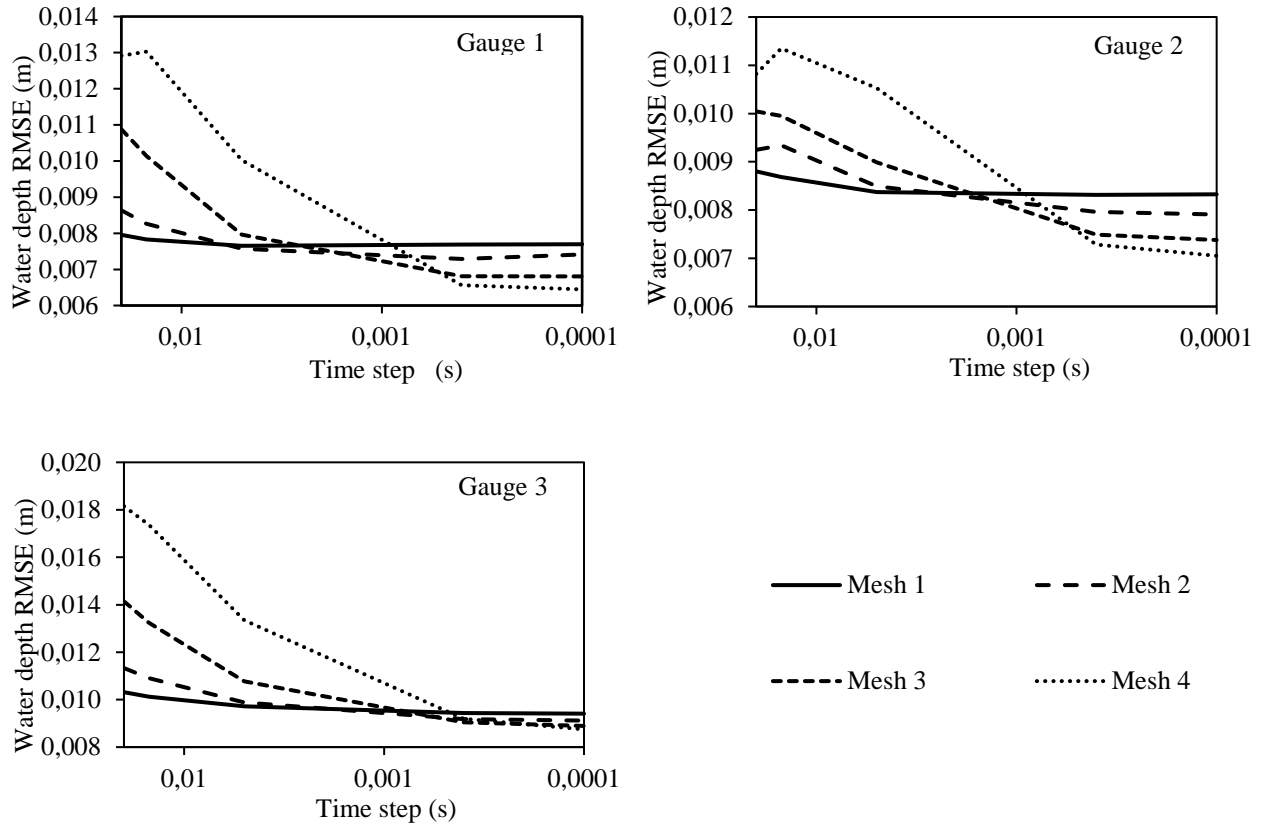 Gauge 1
Water depth RMSE (m)
0,014
0,013
0,012
0,011
0,010
0,009
0,008
0,007
0,006
0,01
0,001
0,0001
Time step (s)
Gauge 2
Water depth RMSE (m)
0,012
0,011
0,010
0,009
0,008
0,007
0,006
0,01
0,001
0,0001
Time step (s)
Gauge 3
Water depth RMSE (m)
0,020
0,018
0,016
0,014
0,012
0,010
0,008
0,01
0,001
0,0001
Time step (s)
Mesh 1
Mesh 2
Mesh 3
Mesh 4